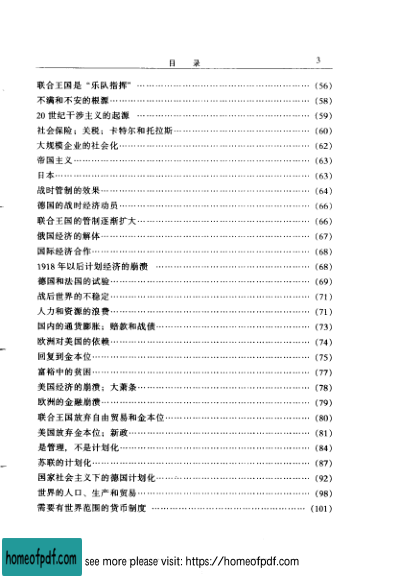 目 录 3
联合王国是“乐队指挥” …… (56)
不满和不安的根源 …… (58)
20 世纪干涉主义的起源 …… (59)
社会保险；关税；卡特尔和托拉斯 …… (60)
大规模企业的社会化 …… (62)
帝国主义 …… (63)
日本 …… (63)
战时管制的效果 …… (64)
德国的战时经济动员 …… (66)
联合王国的管制逐渐扩大 …… (66)
俄国经济的解体 …… (67)
国际经济合作 …… (68)
1918 年以后计划经济的崩溃 …… (68)
德国和法国的试验 …… (69)
战后世界的不稳定 …… (71)
人力和资源的浪费 …… (71)
国内的通货膨胀；赔款和战债 …… (73)
欧洲对美国的依赖 …… (74)
回复到金本位 …… (75)
富裕中的贫困 …… (77)
美国经济的崩溃；大萧条 …… (78)
欧洲的金融崩溃 …… (79)
联合王国放弃自由贸易和金本位 …… (80)
美国放弃金本位；新政 …… (81)
是管理，不是计划化 …… (84)
苏联的计划化 …… (87)
国家社会主义下的德国计划化 …… (92)
世界的人口、生产和贸易 …… (98)
需要有世界范围的货币制度 …… (101)
homeofpdf.com see more please visit: https://homeofpdf.com